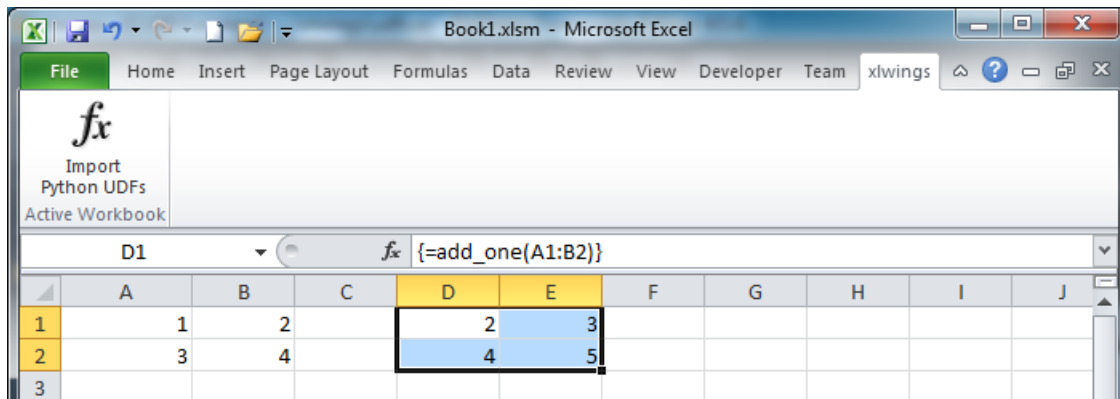 Book1.xlsm - Microsoft Excel
File Home Insert Page Layout Formulas Data Review View Developer Team xlwings
fx
Import
Python UDFs
Active Workbook
D1 fx {=add_one(A1:B2)}
A B C D E F G H I J
1 1 2 2 3
2 3 4 4 5
3